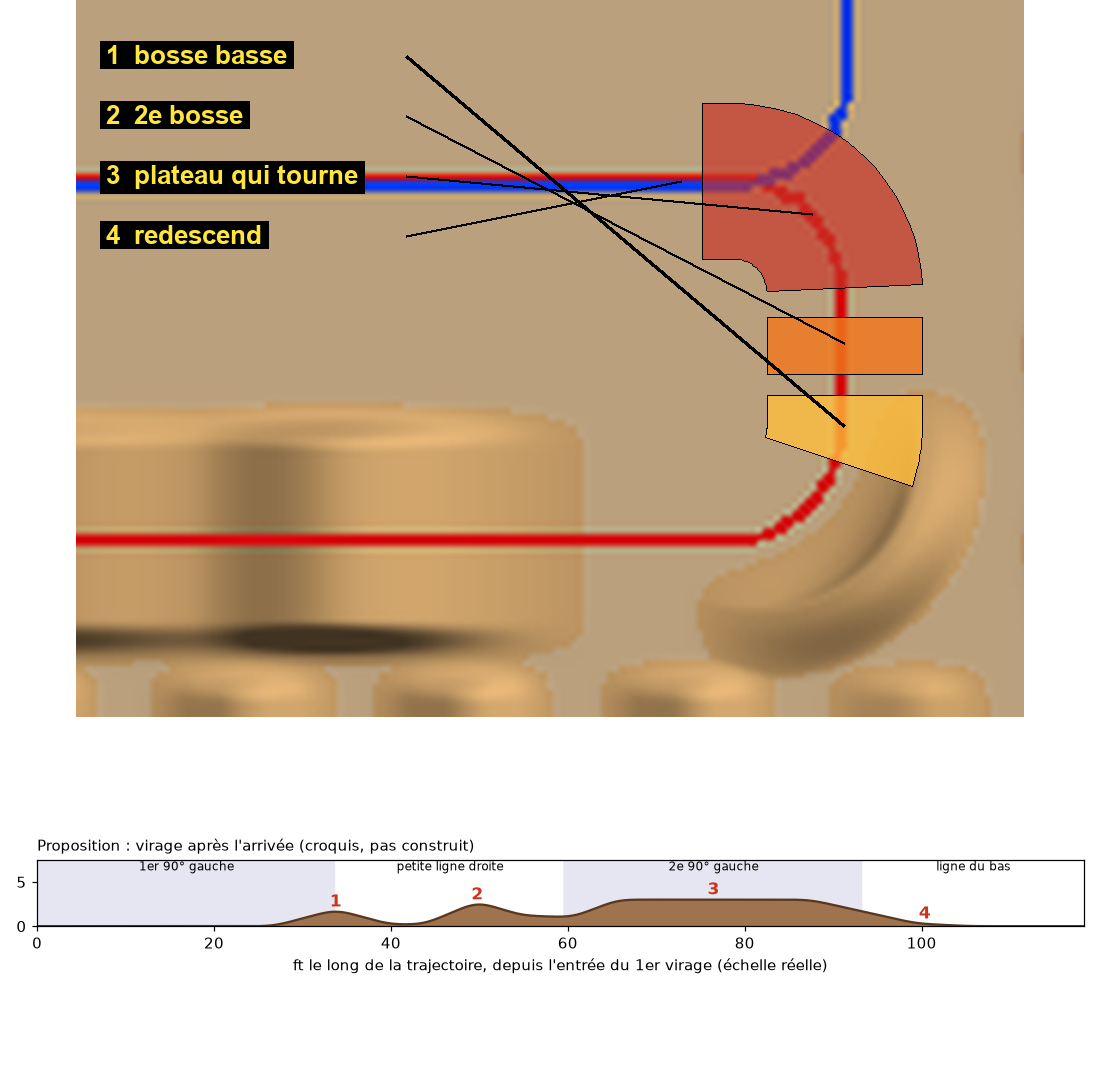 1 bosse basse
2 2e bosse
3 plateau qui tourne
4 redescend
Proposition : virage après l'arrivée (croquis, pas construit)
1er 90° gauche petite ligne droite 2e 90° gauche ligne du bas
5
0
1 2 3 4
0 20 40 60 80 100
ft le long de la trajectoire, depuis l'entrée du 1er virage (échelle réelle)